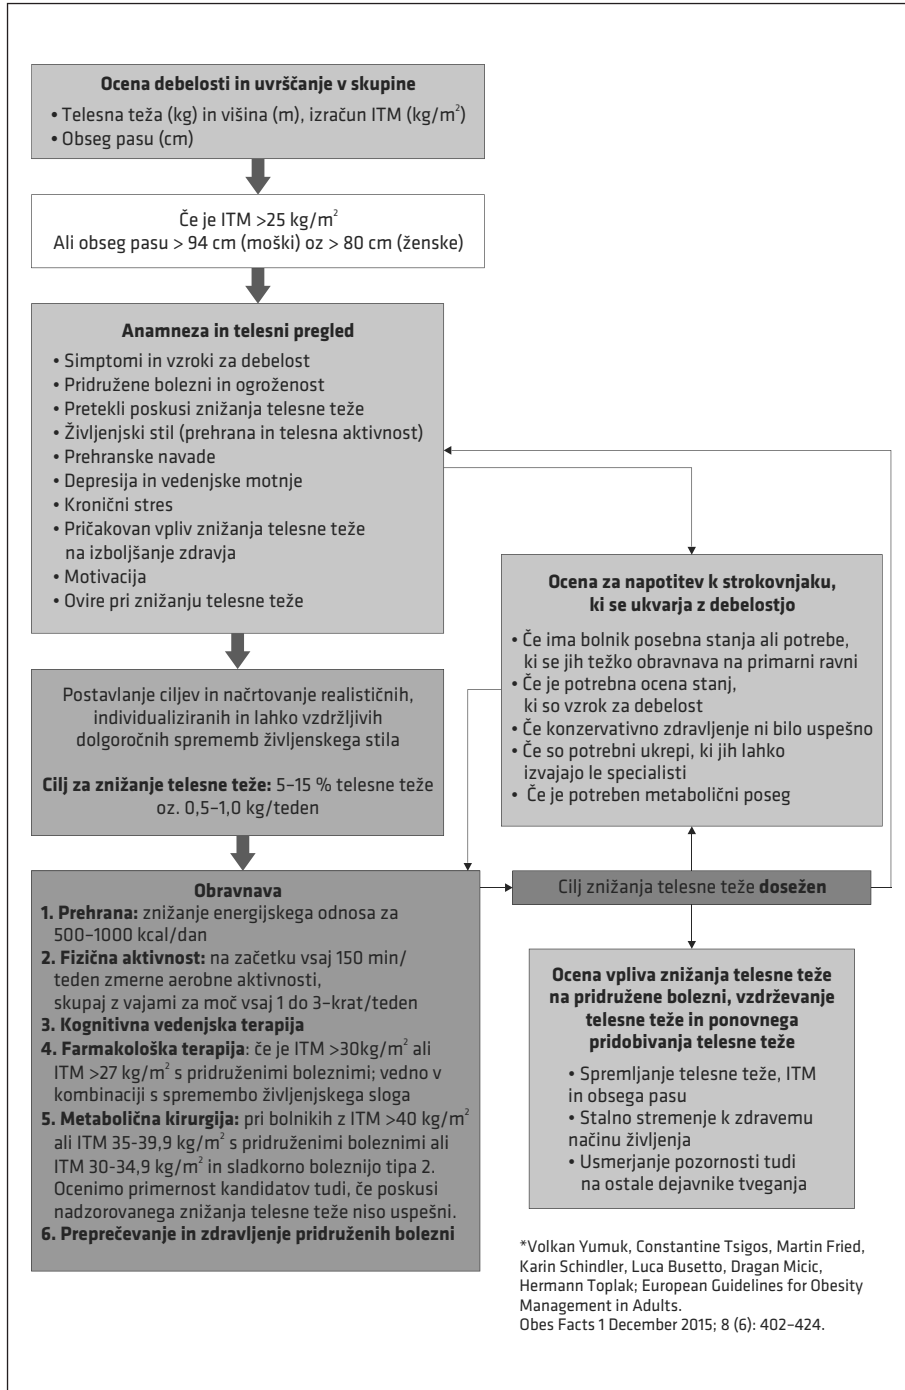 Ocena debelosti in uvrščanje v skupine
• Telesna teža (kg) in višina (m), izračun ITM (kg/m²)
• Obseg pasu (cm)
Če je ITM >25 kg/m²
Ali obseg pasu > 94 cm (moški) oz > 80 cm (ženske)
Anamneza in telesni pregled
• Simptomi in vzroki za debelost
• Pridružene bolezni in ogroženost
• Pretekli poskusi znižanja telesne teže
• Življenjski stil (prehrana in telesna aktivnost)
• Prehranske navade
• Depresija in vedenjske motnje
• Kronični stres
• Pričakovan vpliv znižanja telesne teže
na izboljšanje zdravja
• Motivacija
• Ovire pri znižanju telesne teže
Postavlanje ciljev in načrtovanje realističnih,
individualiziranih in lahko vzdržljivih
dolgoročnih sprememb življenskega stila
Cilj za znižanje telesne teže: 5–15 % telesne teže
oz. 0,5–1,0 kg/teden
Obravnava
1. Prehrana: znižanje energijskega odnosa za
500–1000 kcal/dan
2. Fizična aktivnost: na začetku vsaj 150 min/
teden zmerne aerobne aktivnosti,
skupaj z vajami za moč vsaj 1 do 3–krat/teden
3. Kognitivna vedenjska terapija
4. Farmakološka terapija: če je ITM >30kg/m² ali
ITM >27 kg/m² s pridruženimi boleznimi; vedno v
kombinaciji s spremembo življenjskega sloga
5. Metabolična kirurgija: pri bolnikih z ITM >40 kg/m²
ali ITM 35-39,9 kg/m² s pridruženimi boleznimi ali
ITM 30-34,9 kg/m² in sladkorno boleznijo tipa 2.
Ocenimo primernost kandidatov tudi, če poskusi
nadzorovanega znižanja telesne teže niso uspešni.
6. Preprečevanje in zdravljenje pridruženih bolezni
Ocena za napotitev k strokovnjaku,
ki se ukvarja z debelostjo
• Če ima bolnik posebna stanja ali potrebe,
ki se jih težko obravnava na primarni ravni
• Če je potrebna ocena stanj,
ki so vzrok za debelost
• Če konzervativno zdravljenje ni bilo uspešno
• Če so potrebni ukrepi, ki jih lahko
izvajajo le specialisti
• Če je potreben metabolični poseg
Cilj znižanja telesne teže dosežen
Ocena vpliva znižanja telesne teže
na pridružene bolezni, vzdrževanje
telesne teže in ponovnega
pridobivanja telesne teže
• Spremljanje telesne teže, ITM
in obsega pasu
• Stalno stremenje k zdravemu
načinu življenja
• Usmerjanje pozornosti tudi
na ostale dejavnike tveganja
*Volkan Yumuk, Constantine Tsigos, Martin Fried,
Karin Schindler, Luca Busetto, Dragan Micic,
Hermann Toplak; European Guidelines for Obesity
Management in Adults.
Obes Facts 1 December 2015; 8 (6): 402–424.